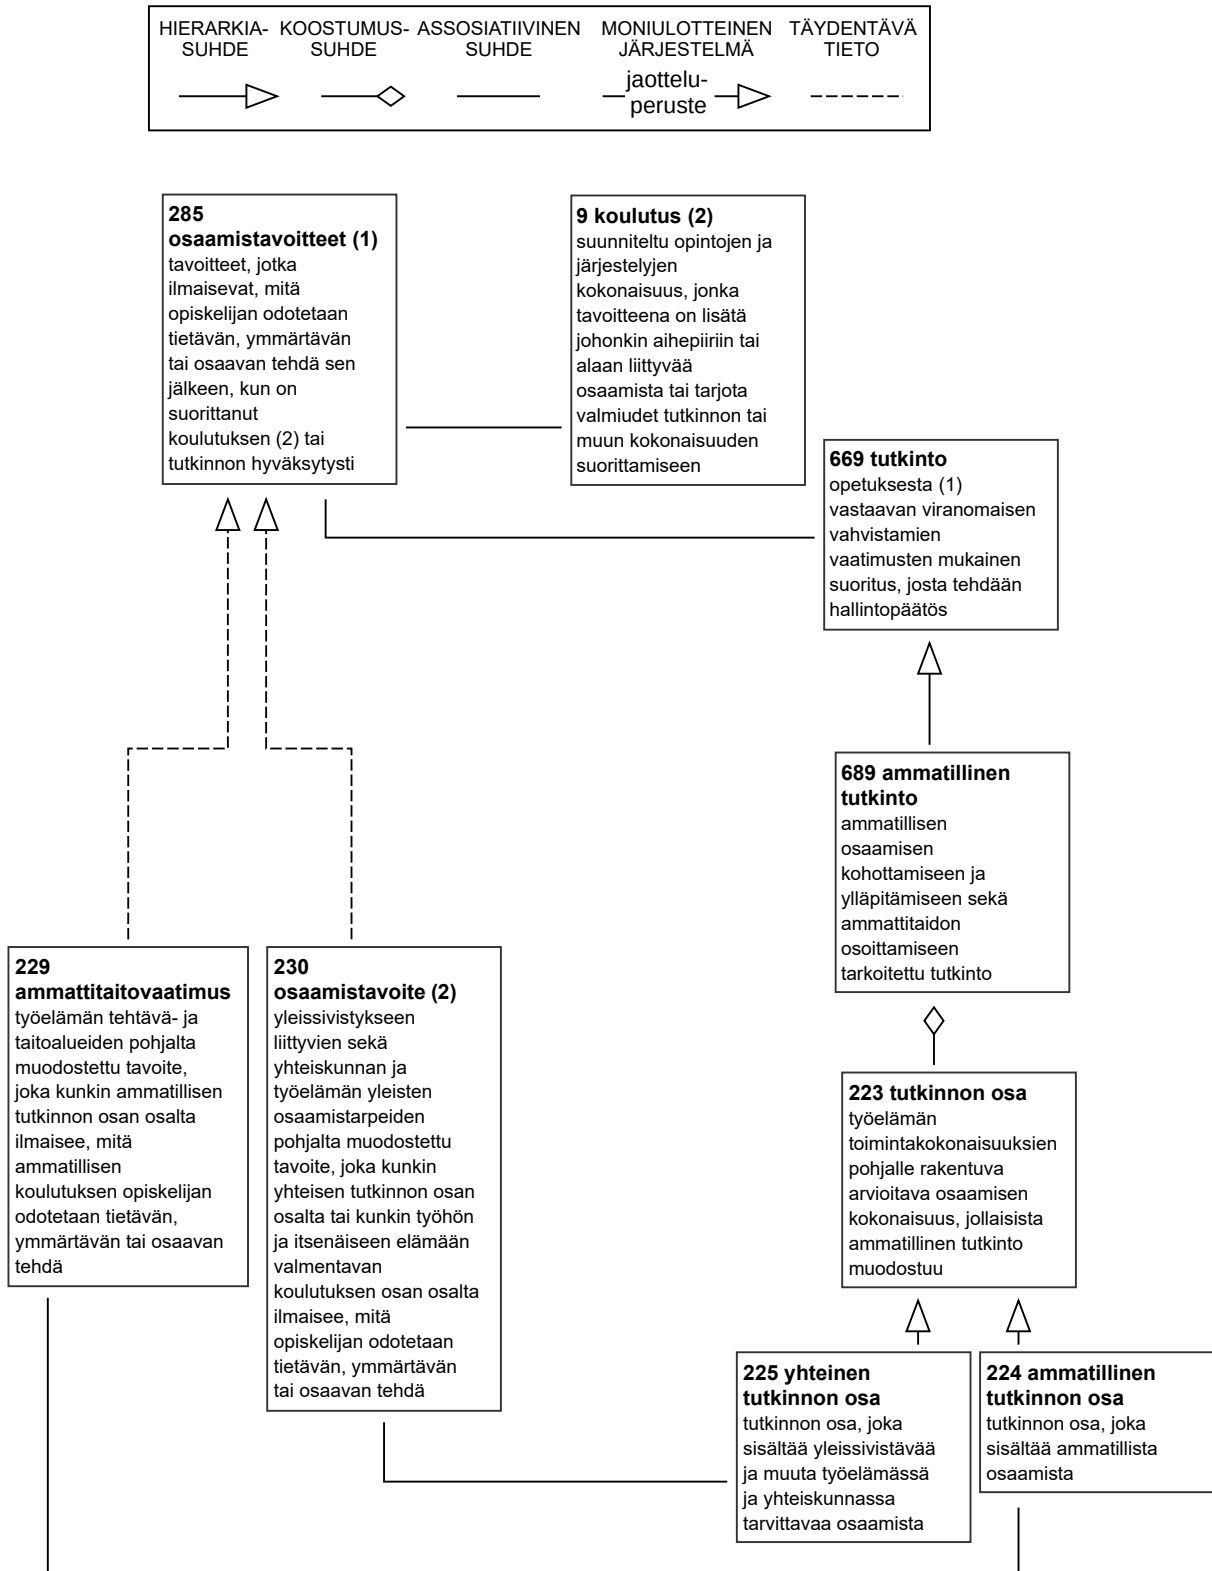 HIERARKIA-
SUHDE
KOOSTUMUS-
SUHDE
ASSOSIATIIVINEN
SUHDE
MONIULOTTEINEN
JÄRJESTELMÄ
TÄYDENTÄVÄ
TIETO
jaottelu-
peruste
285
osaamistavoitteet (1)
tavoitteet, jotka
ilmaisevat, mitä
opiskelijan odotetaan
tietävän, ymmärtävän
tai osaavan tehdä sen
jälkeen, kun on
suorittanut
koulutuksen (2) tai
tutkinnon hyväksytysti
9 koulutus (2)
suunniteltu opintojen ja
järjestelyjen
kokonaisuus, jonka
tavoitteena on lisätä
johonkin aihepiiriin tai
alaan liittyvää
osaamista tai tarjota
valmiudet tutkinnon tai
muun kokonaisuuden
suorittamiseen
669 tutkinto
opetuksesta (1)
vastaavan viranomaisen
vahvistamien
vaatimusten mukainen
suoritus, josta tehdään
hallintopäätös
689 ammatillinen
tutkinto
ammatillisen
osaamisen
kohottamiseen ja
ylläpitämiseen sekä
ammattitaidon
osoittamiseen
tarkoitettu tutkinto
229
ammattitaitovaatimus
työelämän tehtävä- ja
taitoalueiden pohjalta
muodostettu tavoite,
joka kunkin ammatillisen
tutkinnon osan osalta
ilmaisee, mitä
ammatillisen
koulutuksen opiskelijan
odotetaan tietävän,
ymmärtävän tai osaavan
tehdä
230
osaamistavoite (2)
yleissivistykseen
liittyvien sekä
yhteiskunnan ja
työelämän yleisten
osaamistarpeiden
pohjalta muodostettu
tavoite, joka kunkin
yhteisen tutkinnon osan
osalta tai kunkin työhön
ja itsenäiseen elämään
valmentavan
koulutuksen osan osalta
ilmaisee, mitä
opiskelijan odotetaan
tietävän, ymmärtävän
tai osaavan tehdä
223 tutkinnon osa
työelämän
toimintakokonaisuuksien
pohjalle rakentuva
arvioitava osaamisen
kokonaisuus, jollaisista
ammatillinen tutkinto
muodostuu
225 yhteinen
tutkinnon osa
tutkinnon osa, joka
sisältää yleissivistävää
ja muuta työelämässä
ja yhteiskunnassa
tarvittavaa osaamista
224 ammatillinen
tutkinnon osa
tutkinnon osa, joka
sisältää ammatillista
osaamista